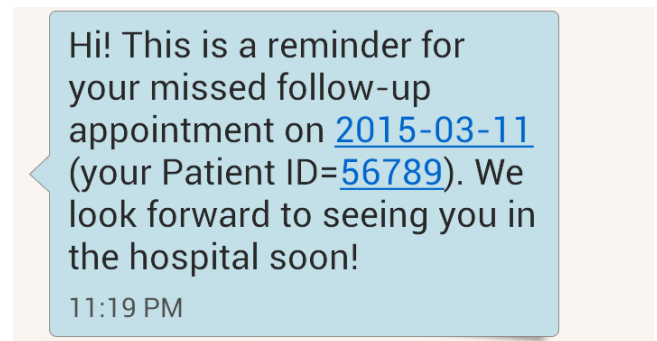 Hi! This is a reminder for
your missed follow-up
appointment on 2015-03-11
(your Patient ID=56789). We
look forward to seeing you in
the hospital soon!
11:19 PM